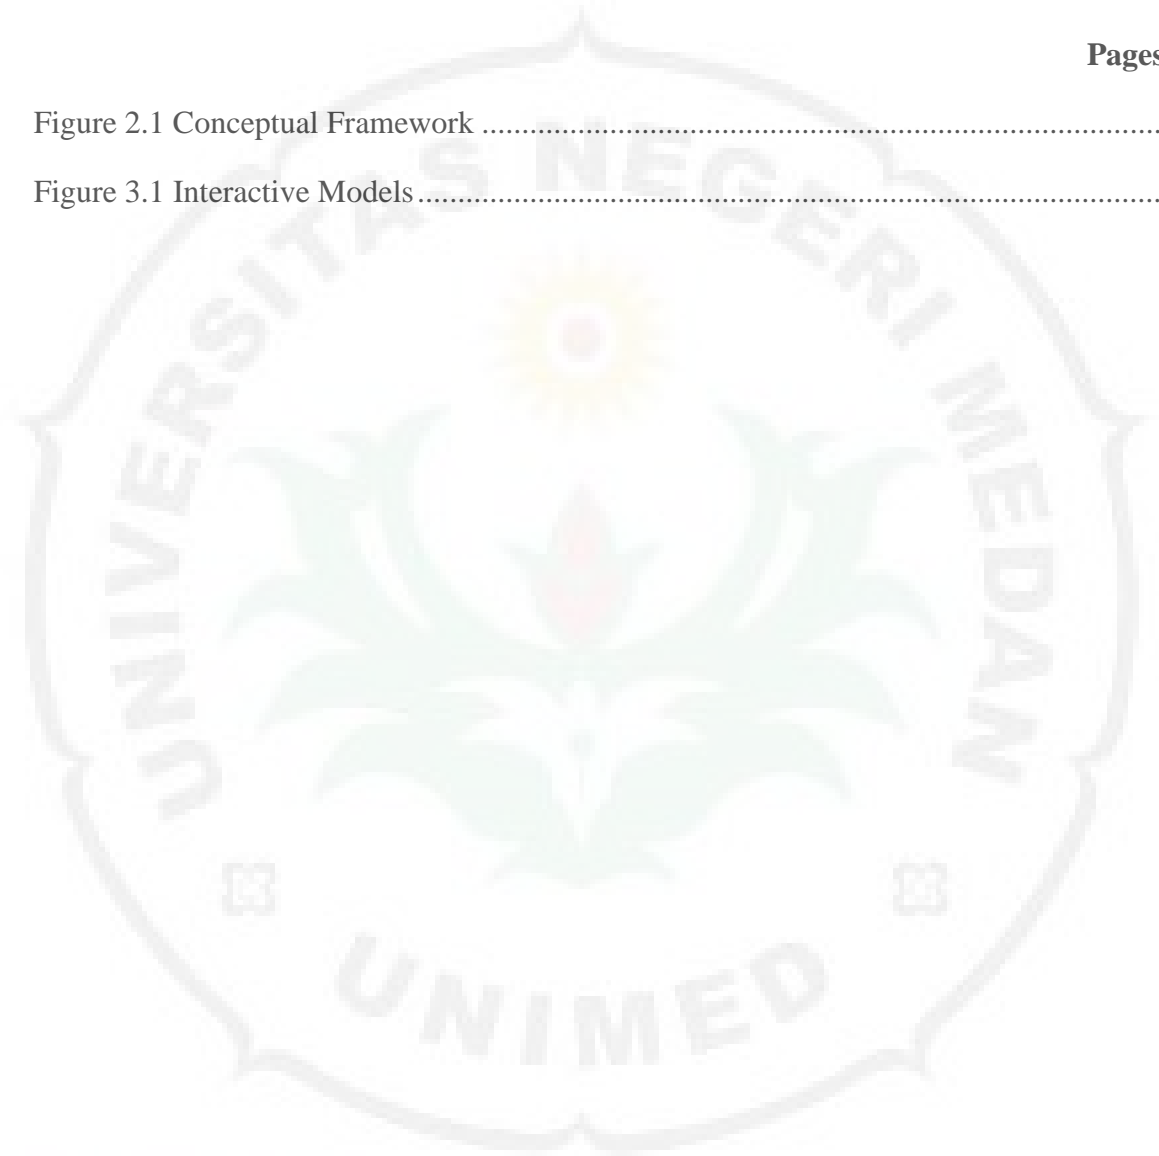 Pages
Figure 2.1 Conceptual Framework ....................................................................................
Figure 3.1 Interactive Models............................................................................................
UNIVERSITAS NEGERI MEDAN
UNIMED